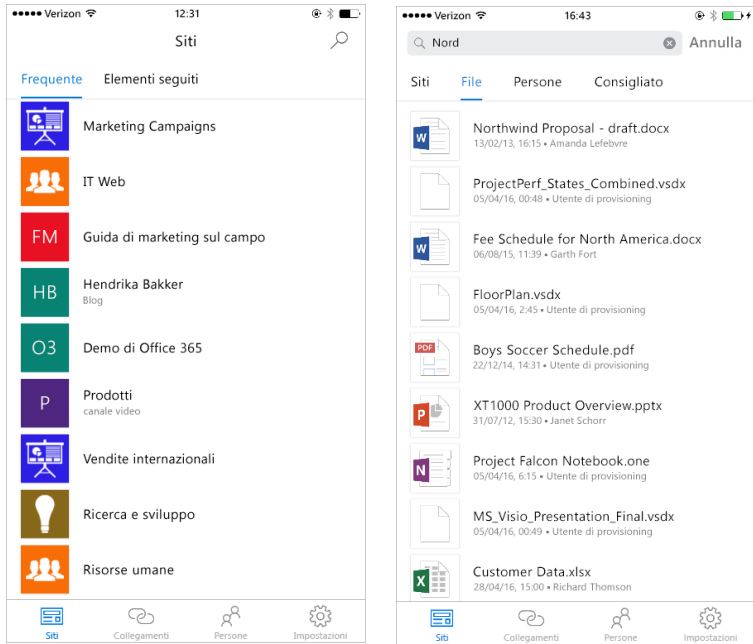 Verizon 12:31
Siti
Frequente Elementi seguiti
Marketing Campaigns
IT Web
FM Guida di marketing sul campo
HB Hendrika Bakker
Blog
O3 Demo di Office 365
P Prodotti
canale video
Vendite internazionali
Ricerca e sviluppo
Risorse umane
Siti Collegamenti Persone Impostazioni
Verizon 16:43
Nord Annulla
Siti File Persone Consigliato
W Northwind Proposal - draft.docx
13/02/13, 16:15 • Amanda Lefebvre
ProjectPerf_States_Combined.vsdx
05/04/16, 00:48 • Utente di provisioning
W Fee Schedule for North America.docx
06/08/15, 11:39 • Garth Fort
FloorPlan.vsdx
05/04/16, 2:45 • Utente di provisioning
PDF Boys Soccer Schedule.pdf
22/12/14, 14:31 • Utente di provisioning
P XT1000 Product Overview.pptx
31/07/12, 15:30 • Janet Schorr
N Project Falcon Notebook.one
05/04/16, 6:15 • Utente di provisioning
MS_Visio_Presentation_Final.vsdx
05/04/16, 00:49 • Utente di provisioning
X Customer Data.xlsx
28/04/16, 15:00 • Richard Thomson
Siti Collegamenti Persone Impostazioni